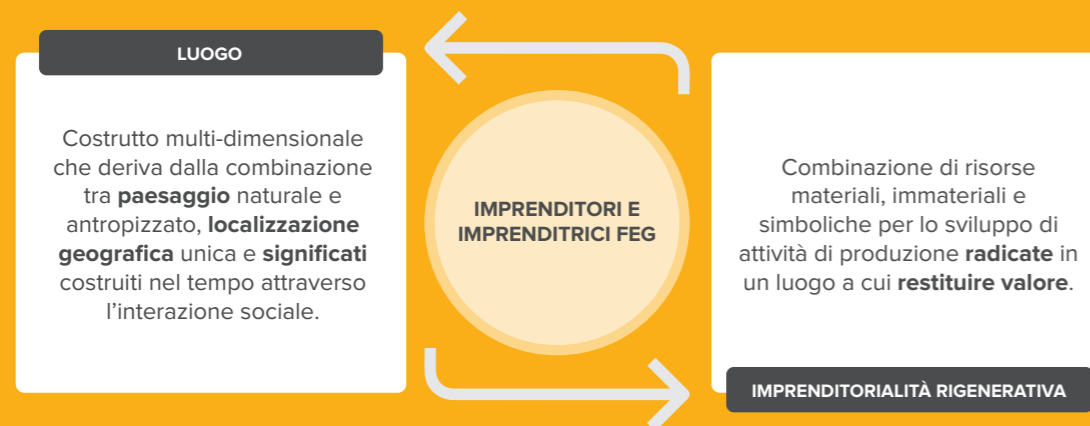 LUOGO
Costrutto multi-dimensionale
che deriva dalla combinazione
tra paesaggio naturale e
antropizzato, localizzazione
geografica unica e significati
costruiti nel tempo attraverso
l’interazione sociale.
IMPRENDITORI E
IMPRENDITRICI FEG
Combinazione di risorse
materiali, immateriali e
simboliche per lo sviluppo di
attività di produzione radicate in
un luogo a cui restituire valore.
IMPRENDITORIALITÀ RIGENERATIVA